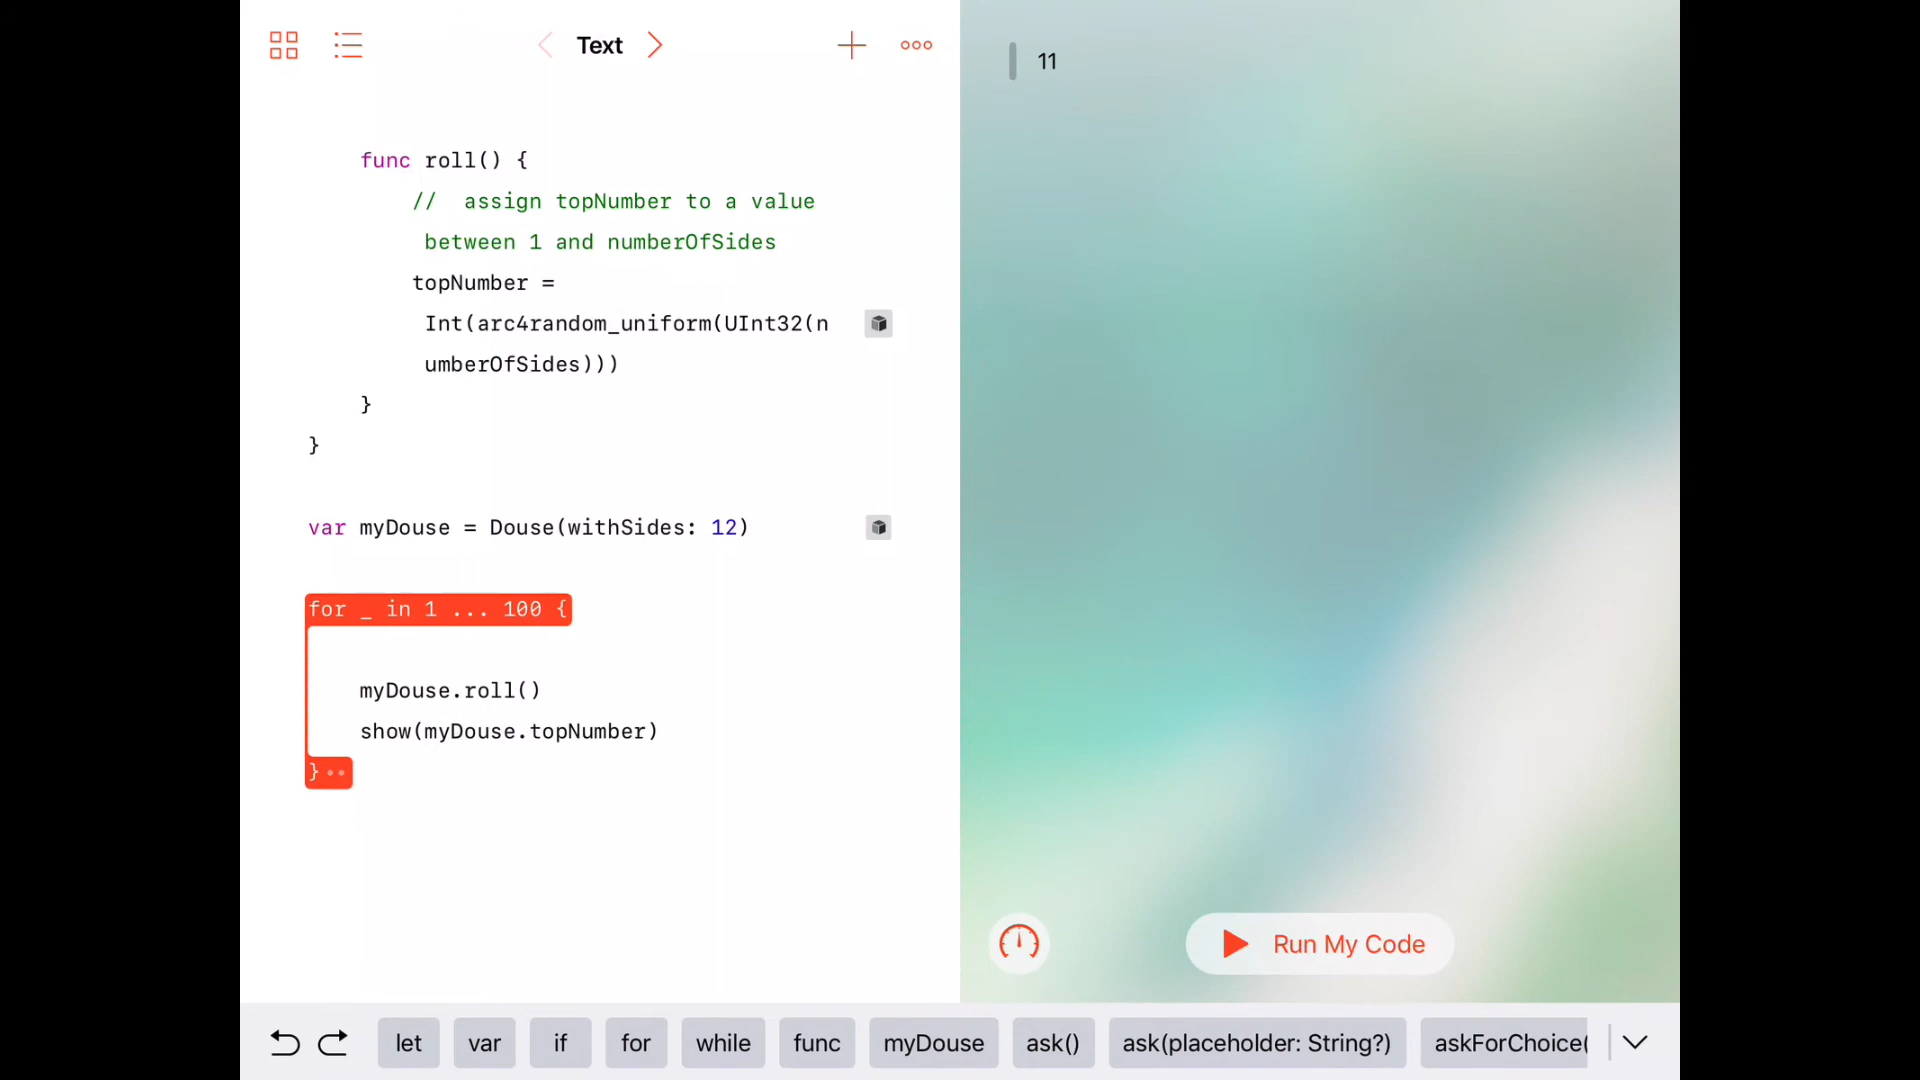 Text
11
func roll() {
//  assign topNumber to a value
between 1 and numberOfSides
topNumber =
Int(arc4random_uniform(UInt32(n
umberOfSides)))
}
}
var myDouse = Douse(withSides: 12)
for _ in 1 ... 100 {
myDouse.roll()
show(myDouse.topNumber)
}
Run My Code
let var if for while func myDouse ask() ask(placeholder: String?) askForChoice(